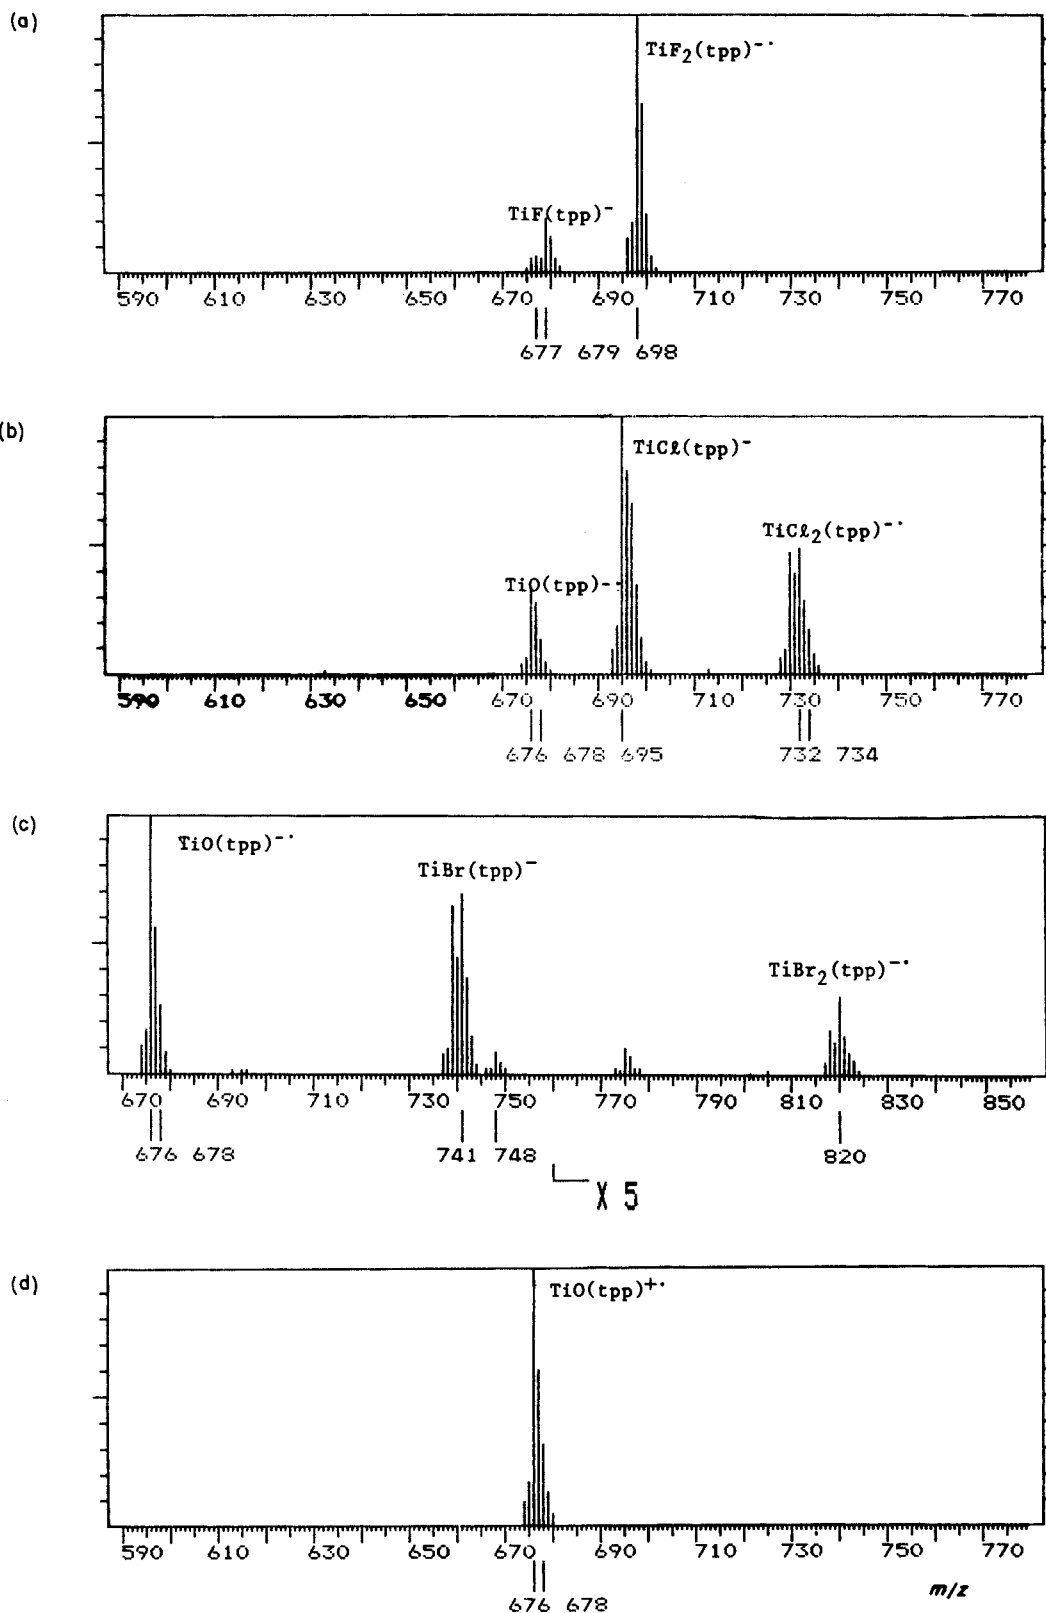 (a)
TiF2(tpp)-·
TiF(tpp)-
590 610 630 650 670 690 710 730 750 770
677 679 698
(b)
TiCℓ(tpp)-
TiCℓ2(tpp)-·
TiO(tpp)-·
590 610 630 650 670 690 710 730 750 770
676 678 695 732 734
(c)
TiO(tpp)-·
TiBr(tpp)-
TiBr2(tpp)-·
670 690 710 730 750 770 790 810 830 850
676 678 741 748 820
X 5
(d)
TiO(tpp)+·
590 610 630 650 670 690 710 730 750 770
m/z
676 678